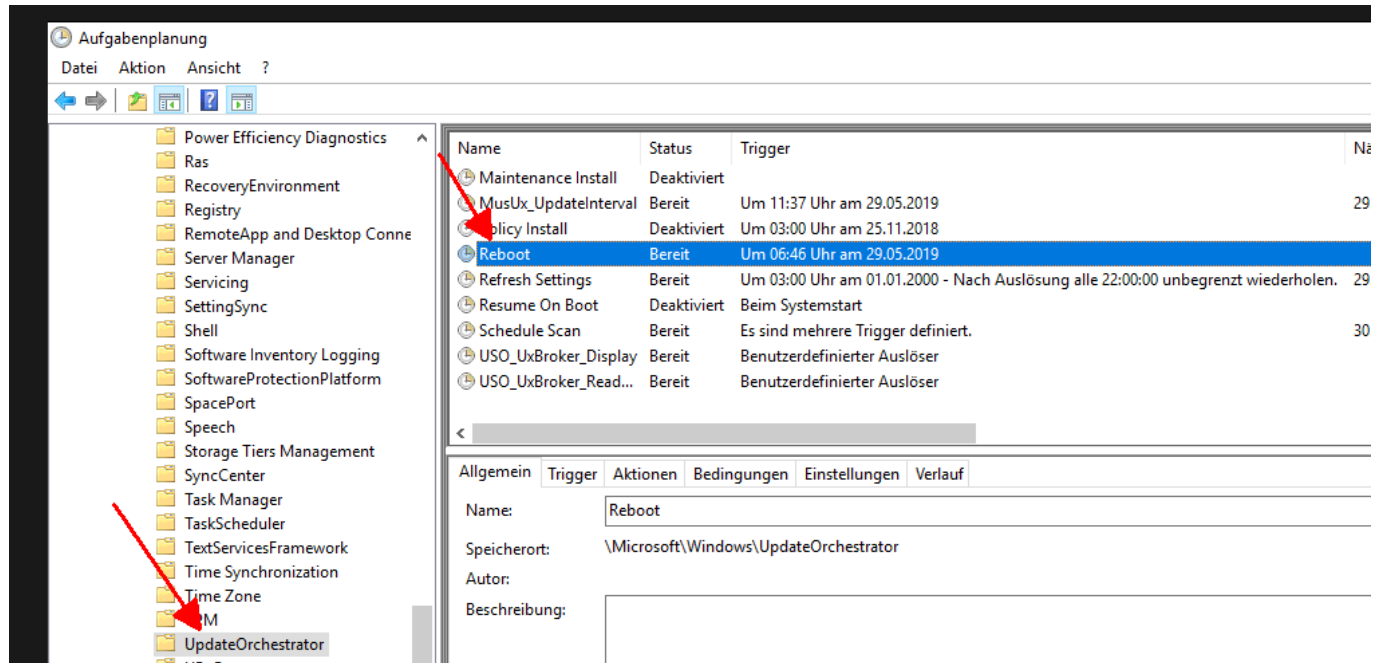 Aufgabenplanung
Datei Aktion Ansicht ?
Power Efficiency Diagnostics
Ras
RecoveryEnvironment
Registry
RemoteApp and Desktop Conne
Server Manager
Servicing
SettingSync
Shell
Software Inventory Logging
SoftwareProtectionPlatform
SpacePort
Speech
Storage Tiers Management
SyncCenter
Task Manager
TaskScheduler
TextServicesFramework
Time Synchronization
Time Zone
PM
UpdateOrchestrator
Name Status Trigger Nä
Maintenance Install Deaktiviert
MusUx_UpdateInterval Bereit Um 11:37 Uhr am 29.05.2019 29
Policy Install Deaktiviert Um 03:00 Uhr am 25.11.2018
Reboot Bereit Um 06:46 Uhr am 29.05.2019
Refresh Settings Bereit Um 03:00 Uhr am 01.01.2000 - Nach Auslösung alle 22:00:00 unbegrenzt wiederholen. 29
Resume On Boot Deaktiviert Beim Systemstart
Schedule Scan Bereit Es sind mehrere Trigger definiert. 30
USO_UxBroker_Display Bereit Benutzerdefinierter Auslöser
USO_UxBroker_Read... Bereit Benutzerdefinierter Auslöser
Allgemein Trigger Aktionen Bedingungen Einstellungen Verlauf
Name: Reboot
Speicherort: \Microsoft\Windows\UpdateOrchestrator
Autor:
Beschreibung: